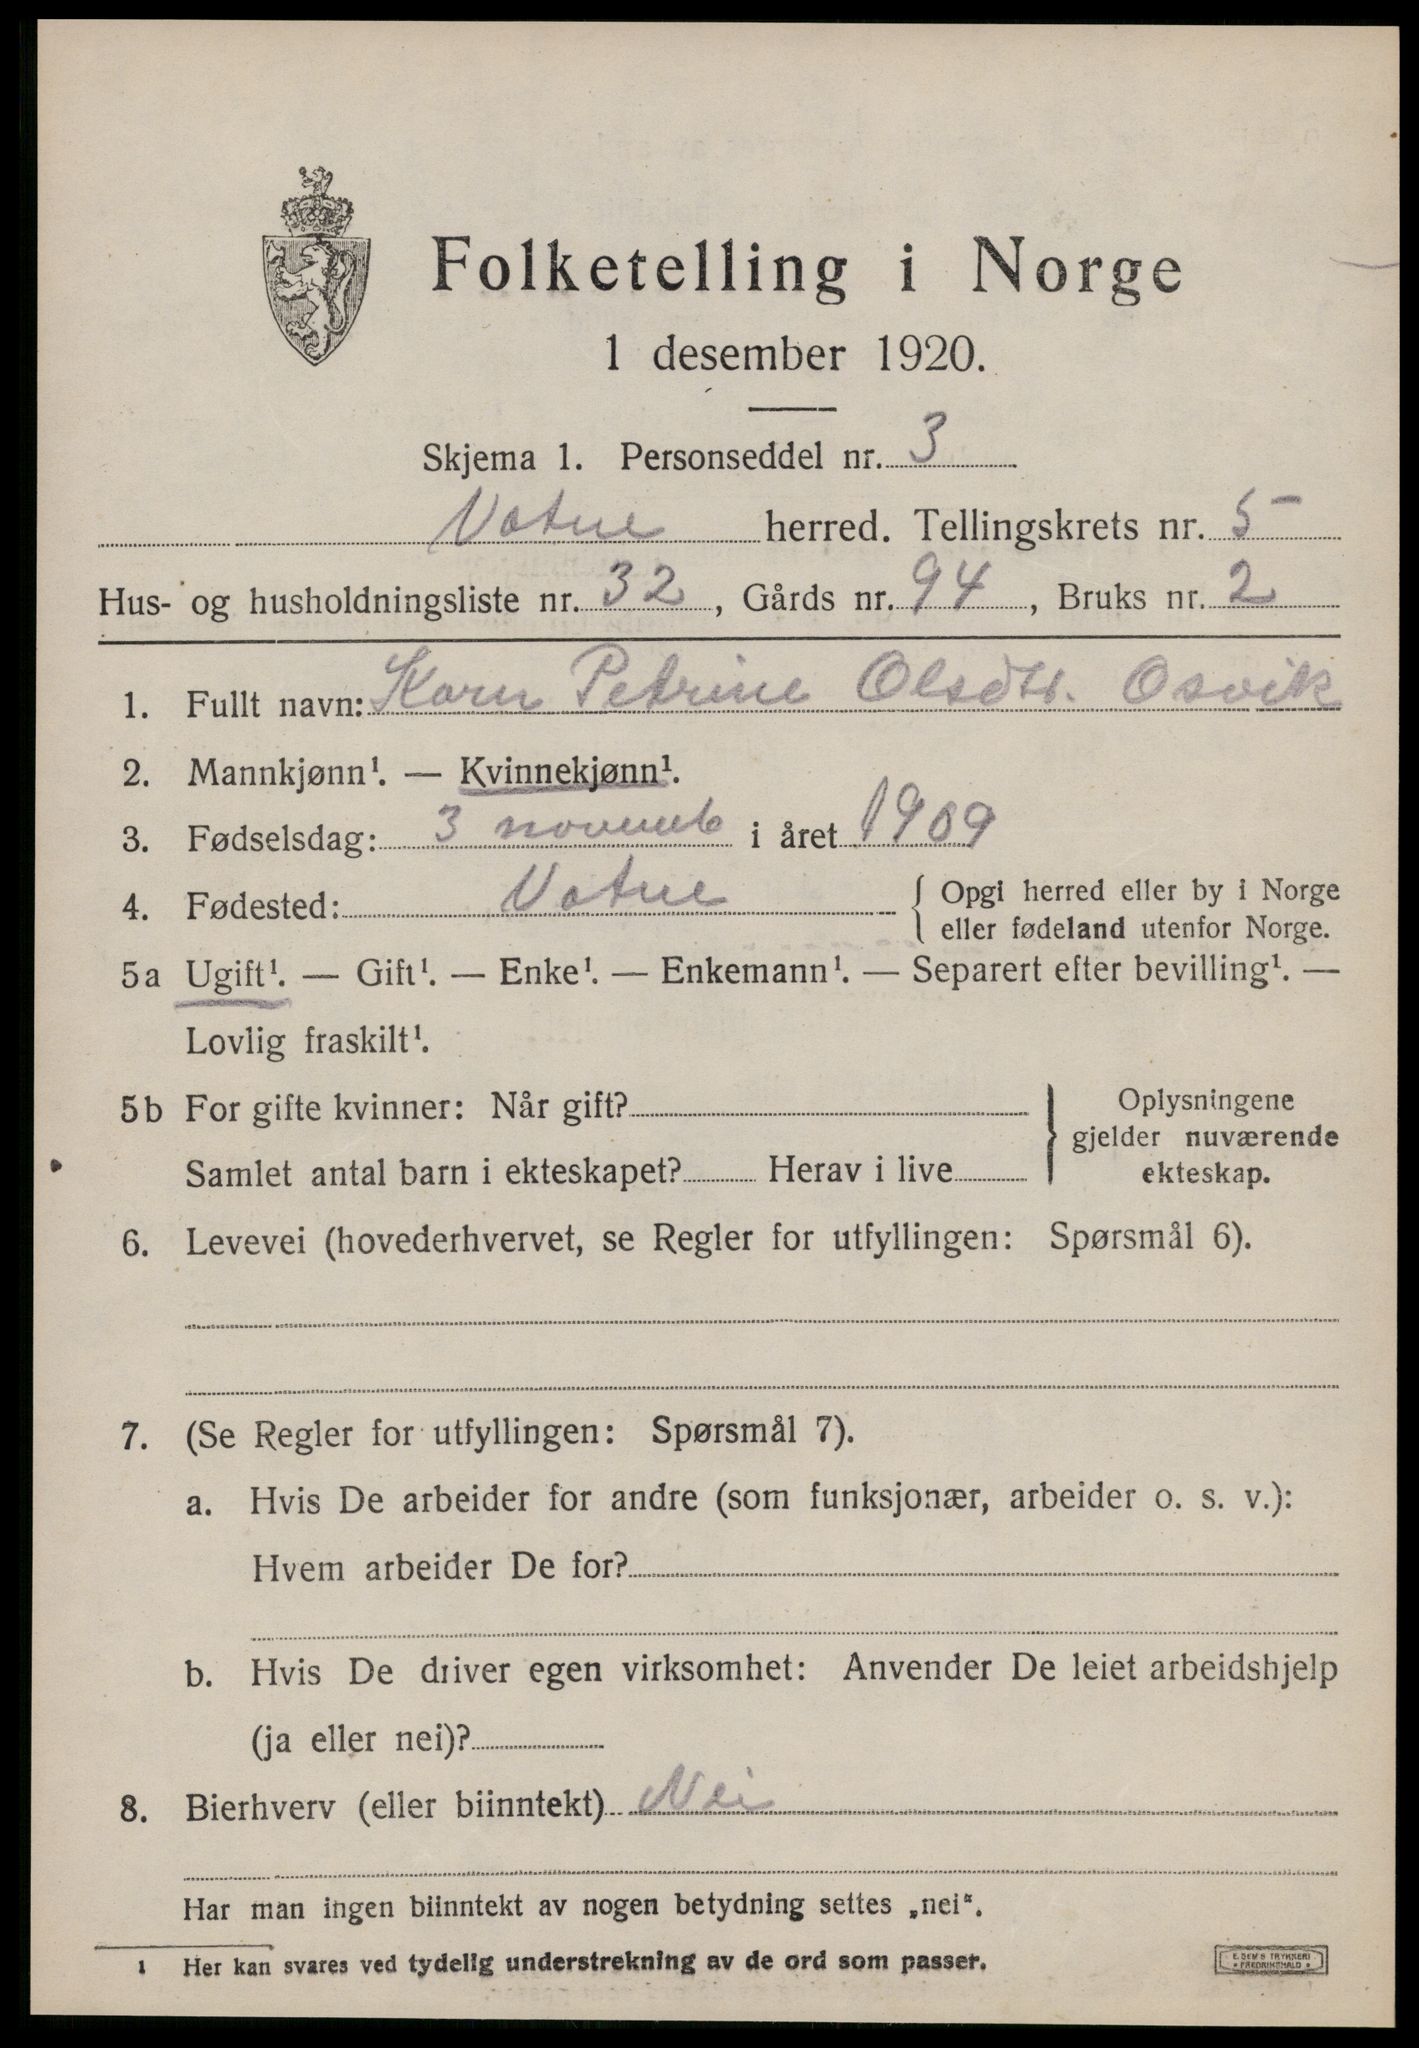 Folketelling i Norge
1 desember 1920.
Skjema 1. Personseddel nr. 3
Vatne herred. Tellingskrets nr. 5
Hus- og husholdningsliste nr. 32, Gårds nr. 94, Bruks nr. 2
1. Fullt navn: Karn Petrine Olsdtr. Osvik
2. Mannkjønn¹. — Kvinnekjønn¹.
3. Fødselsdag: 3 novemb i året 1909
4. Fødested: Vatne { Opgi herred eller by i Norge
eller fødeland utenfor Norge.
5a Ugift¹. — Gift¹. — Enke¹. — Enkemann¹. — Separert efter bevilling¹. —
Lovlig fraskilt¹.
5b For gifte kvinner: Når gift? } Oplysningene
gjelder nuværende
Samlet antal barn i ekteskapet? Herav i live ekteskap.
6. Levevei (hovederhvervet, se Regler for utfyllingen: Spørsmål 6).
7. (Se Regler for utfyllingen: Spørsmål 7).
a. Hvis De arbeider for andre (som funksjonær, arbeider o. s. v.):
Hvem arbeider De for?
b. Hvis De driver egen virksomhet: Anvender De leiet arbeidshjelp
(ja eller nei)?
8. Bierhverv (eller biinntekt) Nei
Har man ingen biinntekt av nogen betydning settes „nei“.
1 Her kan svares ved tydelig understrekning av de ord som passer.
E. SEM'S TRYKKERI
• FREDRIKSHALD •